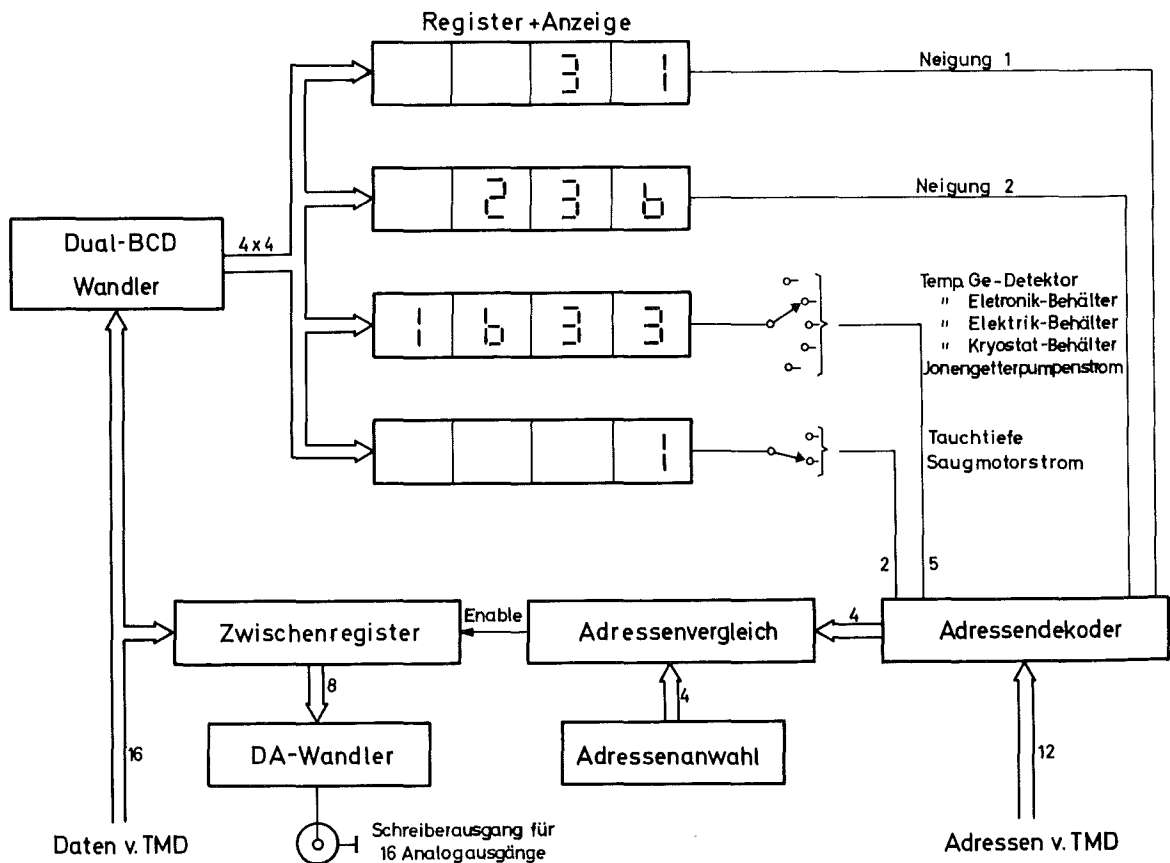 Register + Anzeige
3 1
Neigung 1
2 3 6
Neigung 2
Dual-BCD
Wandler
4x4
1 6 3 3
Temp. Ge-Detektor
" Eletronik-Behälter
" Elektrik-Behälter
" Kryostat-Behälter
Jonengetterpumpenstrom
1
Tauchtiefe
Saugmotorstrom
2
5
Zwischenregister
Enable
Adressenvergleich
4
Adressendekoder
8
4
DA-Wandler
Adressenanwahl
16
12
Daten v. TMD
Schreiberausgang für
16 Analogausgänge
Adressen v. TMD